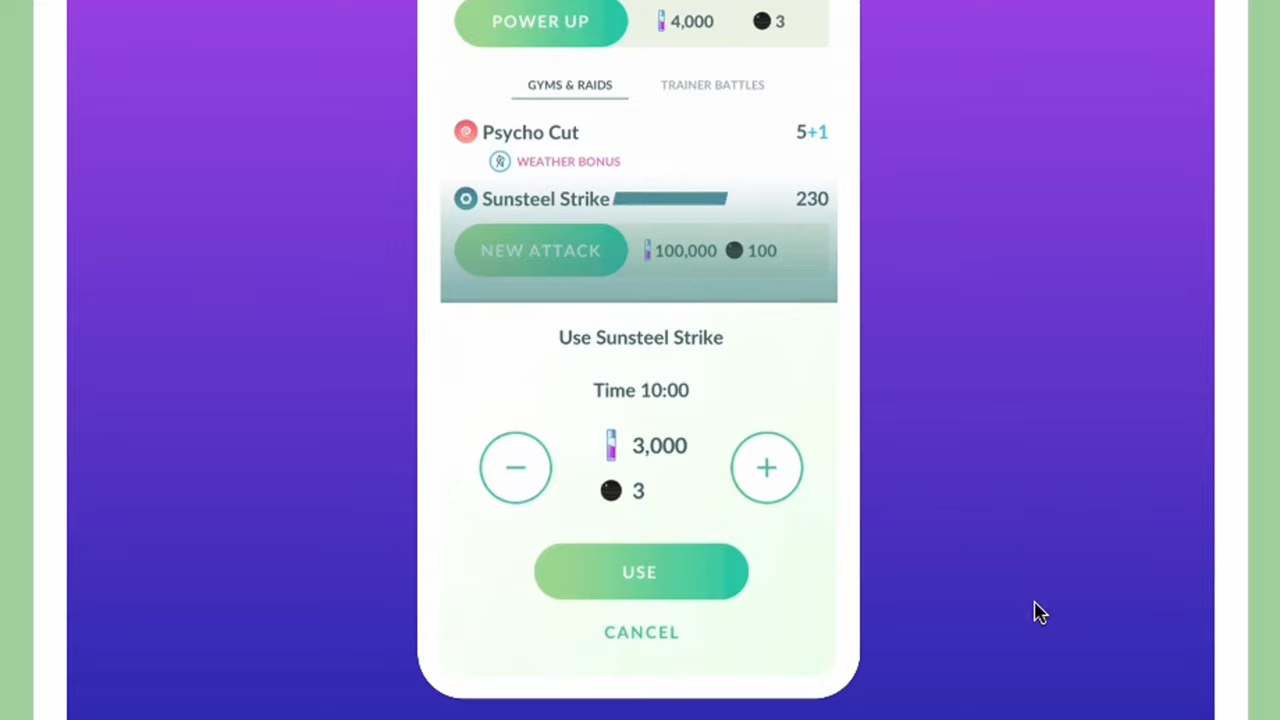 POWER UP 4,000 3
GYMS & RAIDS TRAINER BATTLES
Psycho Cut 5+1
WEATHER BONUS
Sunsteel Strike 230
NEW ATTACK 100,000 100
Use Sunsteel Strike
Time 10:00
3,000
3
USE
CANCEL